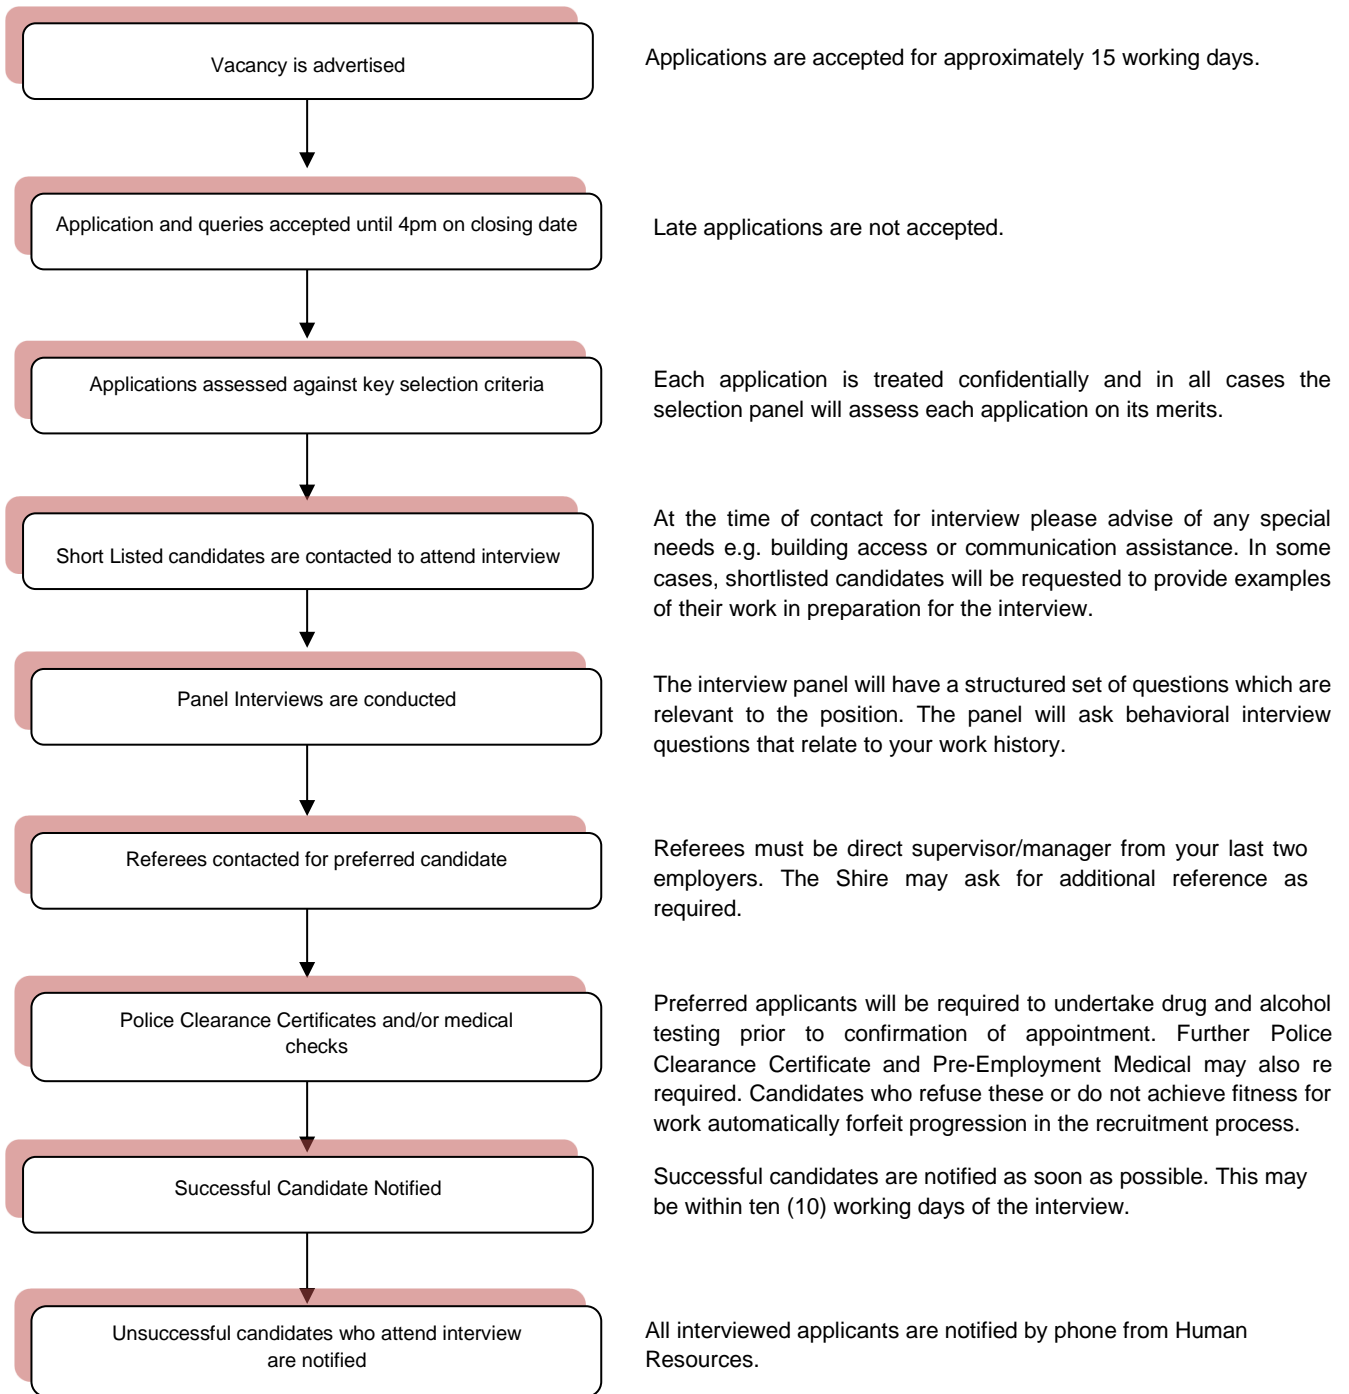 Vacancy is advertised
Applications are accepted for approximately 15 working days.
Application and queries accepted until 4pm on closing date
Late applications are not accepted.
Applications assessed against key selection criteria
Each application is treated confidentially and in all cases the
selection panel will assess each application on its merits.
Short Listed candidates are contacted to attend interview
At the time of contact for interview please advise of any special
needs e.g. building access or communication assistance. In some
cases, shortlisted candidates will be requested to provide examples
of their work in preparation for the interview.
Panel Interviews are conducted
The interview panel will have a structured set of questions which are
relevant to the position. The panel will ask behavioral interview
questions that relate to your work history.
Referees contacted for preferred candidate
Referees must be direct supervisor/manager from your last two
employers. The Shire may ask for additional reference as
required.
Police Clearance Certificates and/or medical
checks
Preferred applicants will be required to undertake drug and alcohol
testing prior to confirmation of appointment. Further Police
Clearance Certificate and Pre-Employment Medical may also re
required. Candidates who refuse these or do not achieve fitness for
work automatically forfeit progression in the recruitment process.
Successful Candidate Notified
Successful candidates are notified as soon as possible. This may
be within ten (10) working days of the interview.
Unsuccessful candidates who attend interview
are notified
All interviewed applicants are notified by phone from Human
Resources.